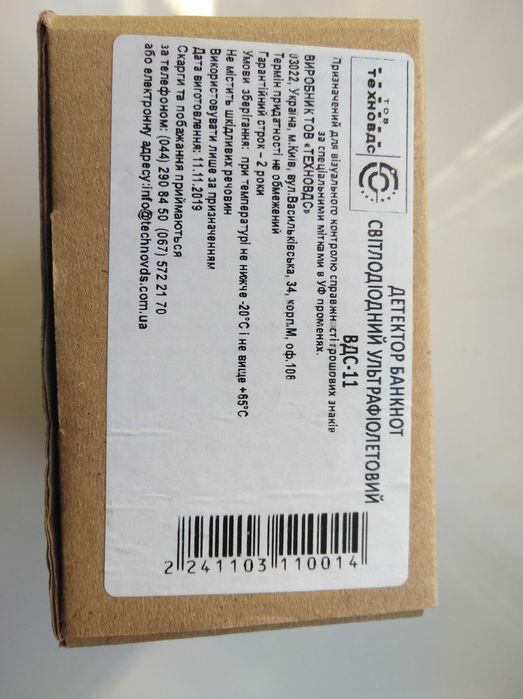 ТОВ
ТЕХНОВДС
ДЕТЕКТОР БАНКНОТ
СВІТЛОДІОДНИЙ УЛЬТРАФІОЛЕТОВИЙ
ВДС-11
Призначений для візуального контролю справжності грошових знаків
за спеціальними мітками в УФ променях.
ВИРОБНИК ТОВ «ТЕХНОВДС»
03022, Україна, м.Київ, вул.Васильківська, 34, корп.М, оф.106
Термін придатності не обмежений
Гарантійний строк – 2 роки
Умови зберігання: при температурі не нижче -20°С і не вище +65°С
Не містить шкідливих речовин
Використовувати лише за призначенням
Дата виготовлення: 11.11.2019
Скарги та побажання приймаються
за телефоном: (044) 290 84 50 (067) 572 21 70
або електронну адресу:info@technovds.com.ua
2 241103 110014